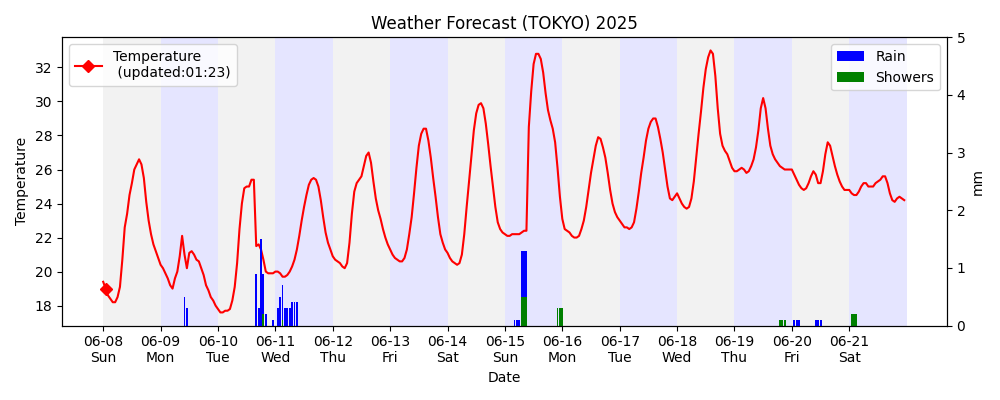 Weather Forecast (TOKYO) 2025
Temperature
(updated:01:23)
Rain
Showers
Temperature
32
30
28
26
24
22
20
18
5
4
3
2
1
0
mm
06-08 06-09 06-10 06-11 06-12 06-13 06-14 06-15 06-16 06-17 06-18 06-19 06-20 06-21
Sun Mon Tue Wed Thu Fri Sat Sun Mon Tue Wed Thu Fri Sat
Date